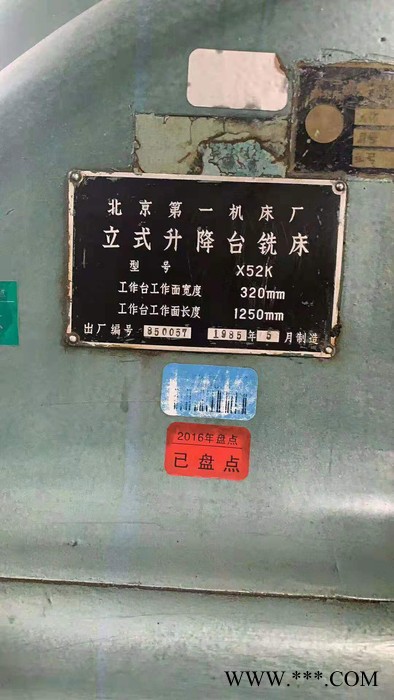 北京第一机床厂
立式升降台铣床
型号 X52K
工作台工作面宽度 320mm
工作台工作面长度 1250mm
出厂编号 850057 1985年5月制造
2016年盘点
已盘点
www.***.COM